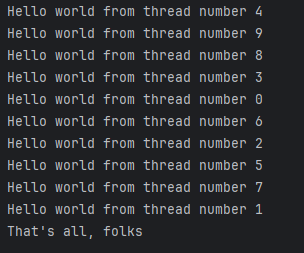 Hello world from thread number 4
Hello world from thread number 9
Hello world from thread number 8
Hello world from thread number 3
Hello world from thread number 0
Hello world from thread number 6
Hello world from thread number 2
Hello world from thread number 5
Hello world from thread number 7
Hello world from thread number 1
That's all, folks